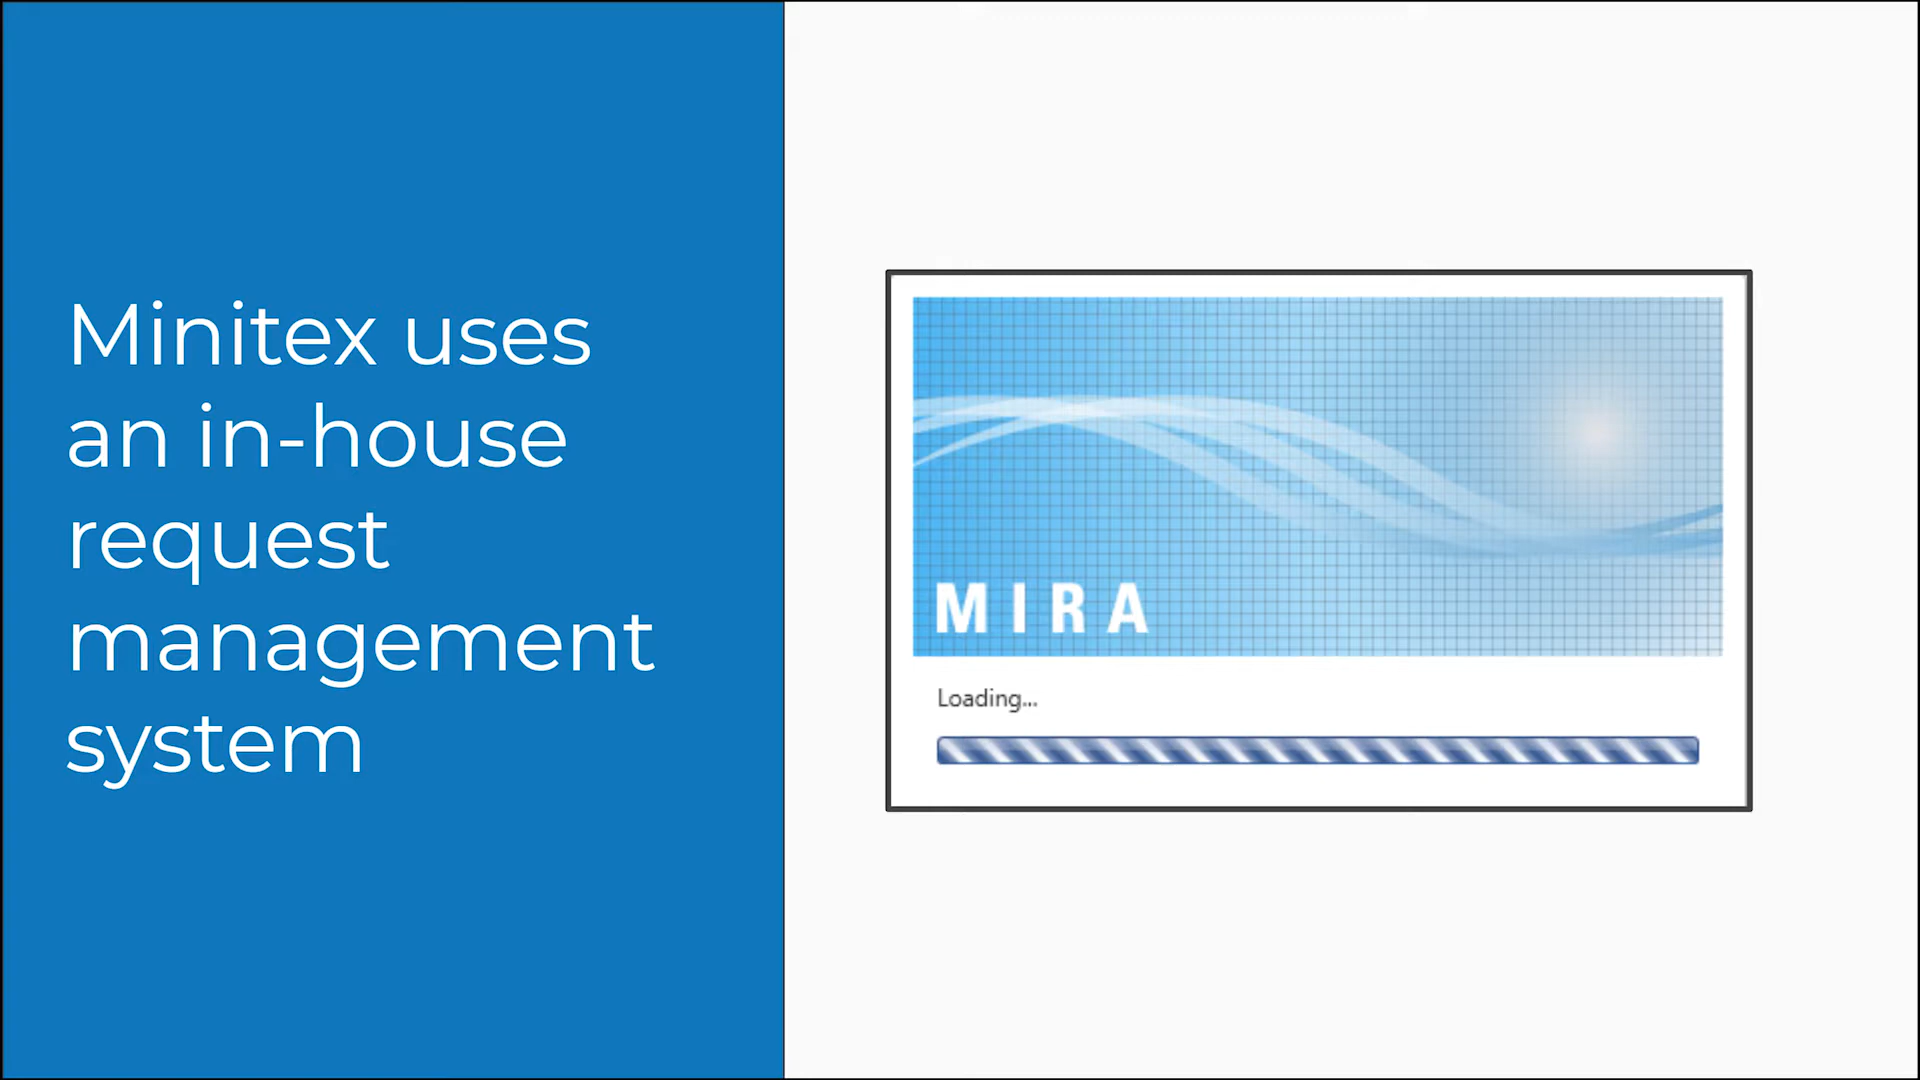 Minitex uses
an in-house
request
management
system
MIRA
Loading...